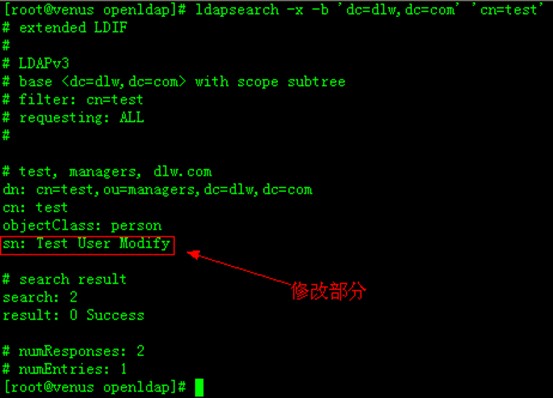 [root@venus openldap]# ldapsearch -x -b 'dc=dlw,dc=com' 'cn=test'
# extended LDIF
#
# LDAPv3
# base <dc=dlw,dc=com> with scope subtree
# filter: cn=test
# requesting: ALL
#
# test, managers, dlw.com
dn: cn=test,ou=managers,dc=dlw,dc=com
cn: test
objectClass: person
sn: Test User Modify
修改部分
# search result
search: 2
result: 0 Success
# numResponses: 2
# numEntries: 1
[root@venus openldap]#